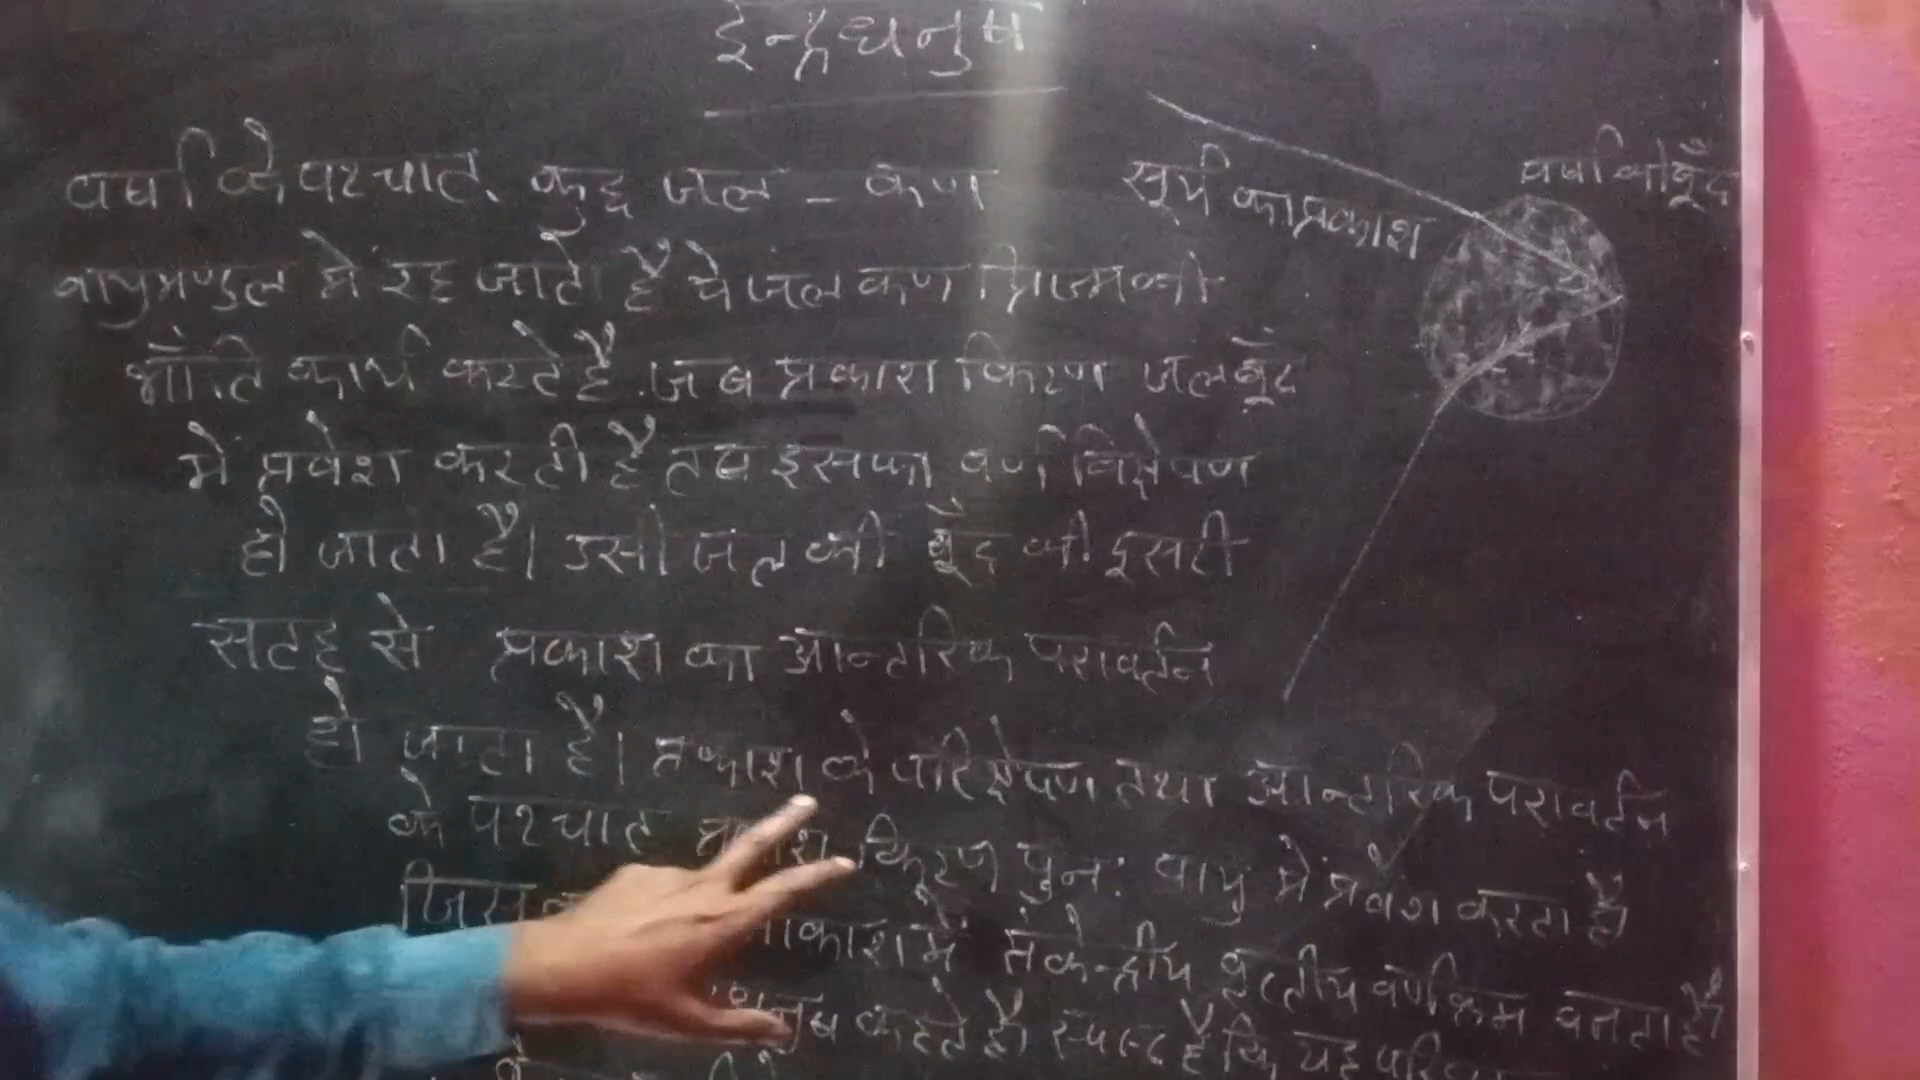 इन्द्रधनुष
वर्षा के पश्चात् कुछ जल - कण
वायुमण्डल में रह जाते है ये जल कण प्रिज्म की
भाँति कार्य करते है . जब प्रकाश किरण जल बूँद
में प्रवेश करती है तब इसका वर्ण विक्षेपण
हो जाता है। उसी जल की बूँद की दूसरी
सतह से प्रकाश का आन्तरिक परावर्तन
हो जाता है। प्रकाश के परिक्षेपण तथा आन्तरिक परावर्तन
के पश्चात किरण पुनः वायु में प्रवेश करता है
आकाश में संकेन्द्रीय वृत्तीय वर्णक्रम बनता है
कहते है। स्पष्ट है कि यह
सूर्य का प्रकाश
वर्षा की बूँद